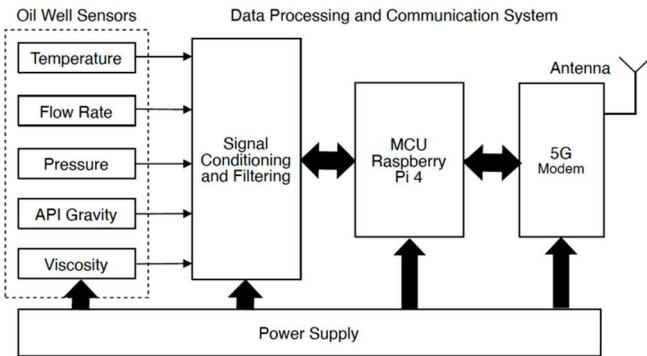 Oil Well Sensors
Data Processing and Communication System
Temperature
Flow Rate
Pressure
API Gravity
Viscosity
Signal
Conditioning
and Filtering
MCU
Raspberry
Pi 4
Antenna
5G
Modem
Power Supply